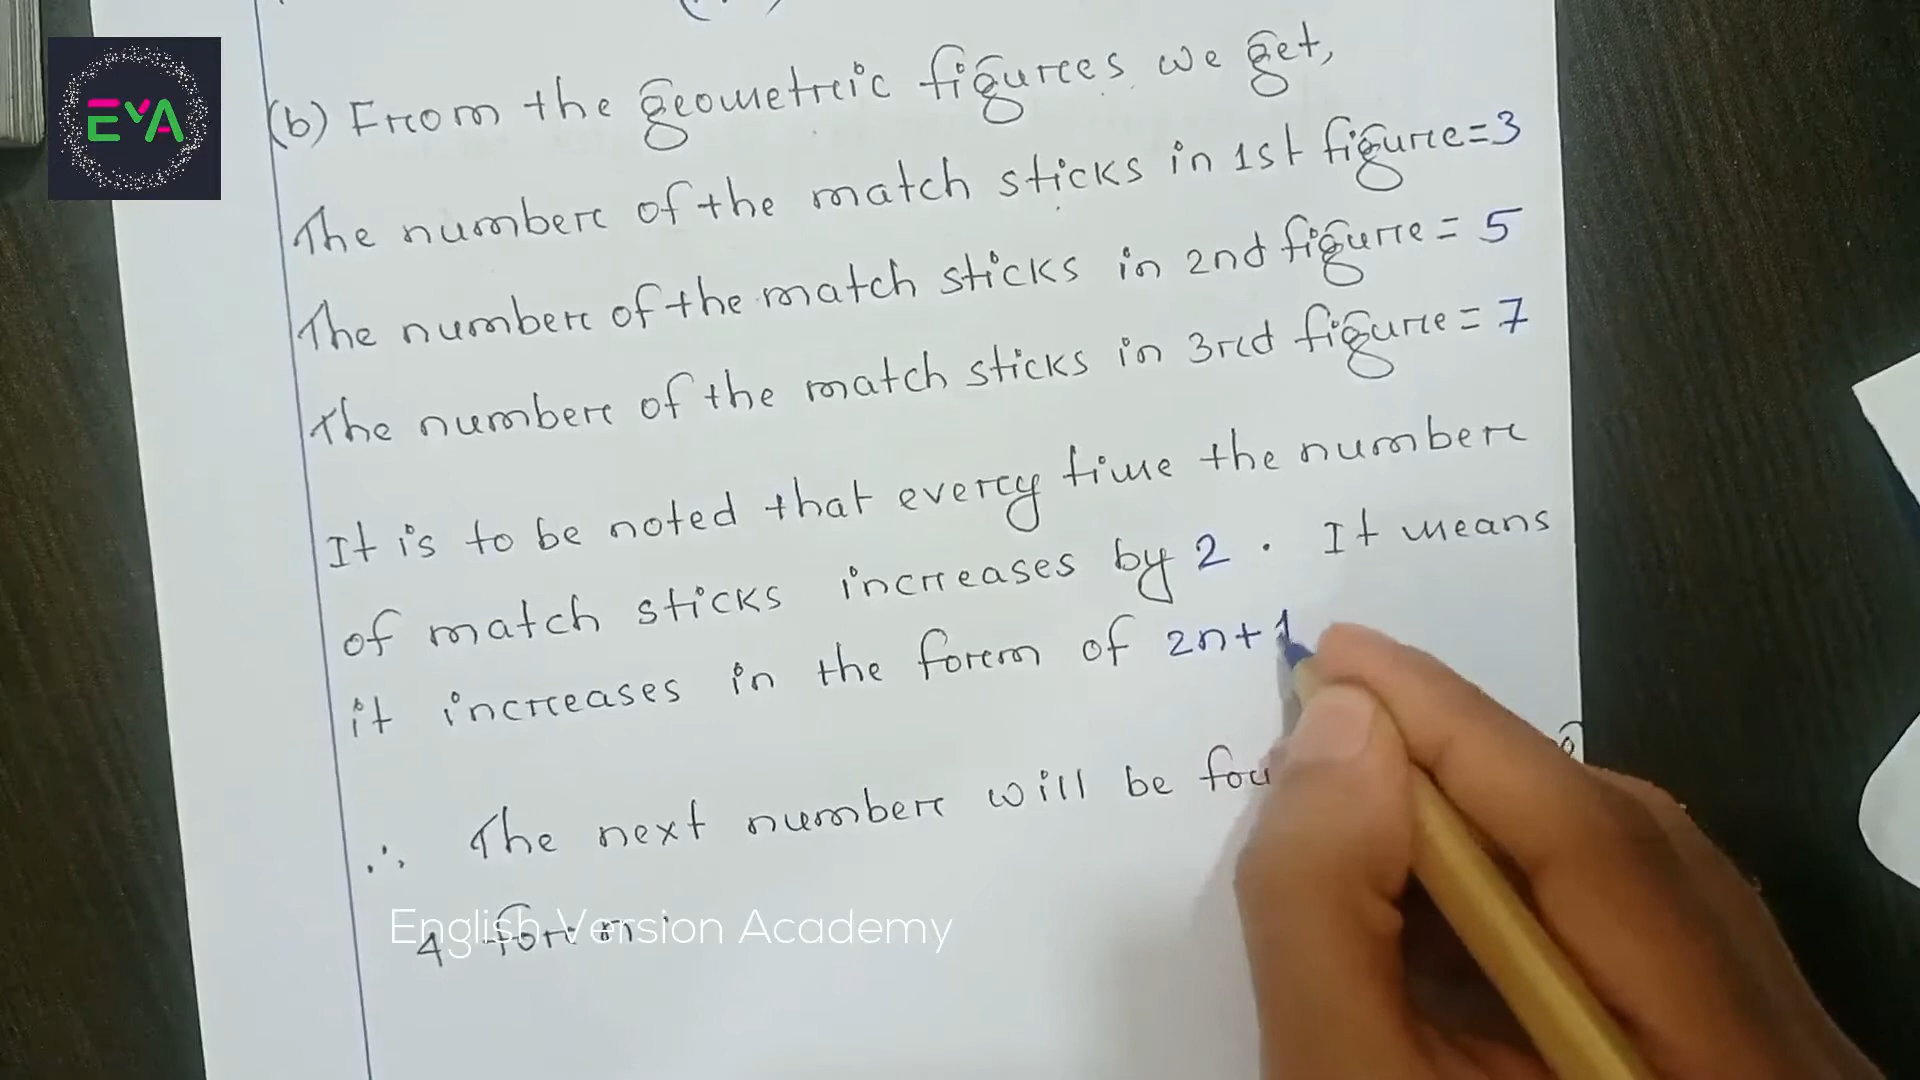 EVA
(b) From the geometric figures we get,
The number of the match sticks in 1st figure=3
The number of the match sticks in 2nd figure = 5
The number of the match sticks in 3rd figure = 7
It is to be noted that every time the number
of match sticks increases by 2. It means
it increases in the form of 2n+1
∴ The next number will be
4 for n
English Version Academy